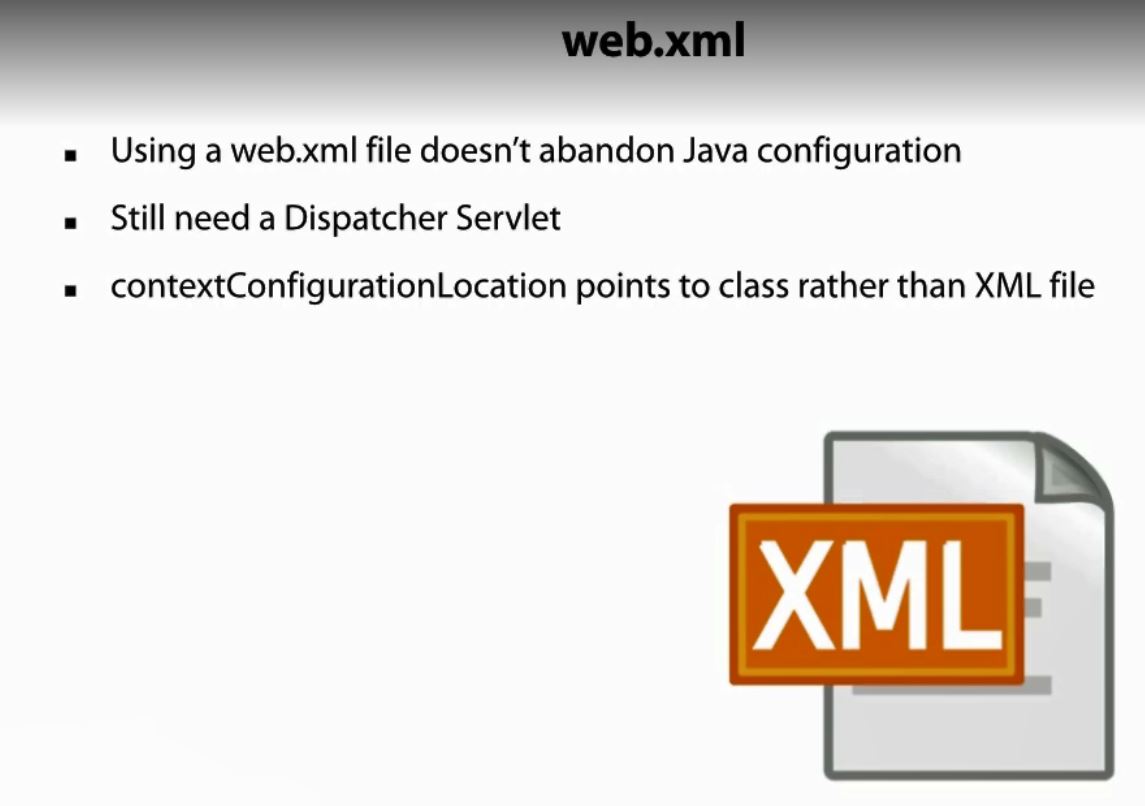 web.xml
Using a web.xml file doesn't abandon Java configuration
Still need a Dispatcher Servlet
contextConfigurationLocation points to class rather than XML file
XML